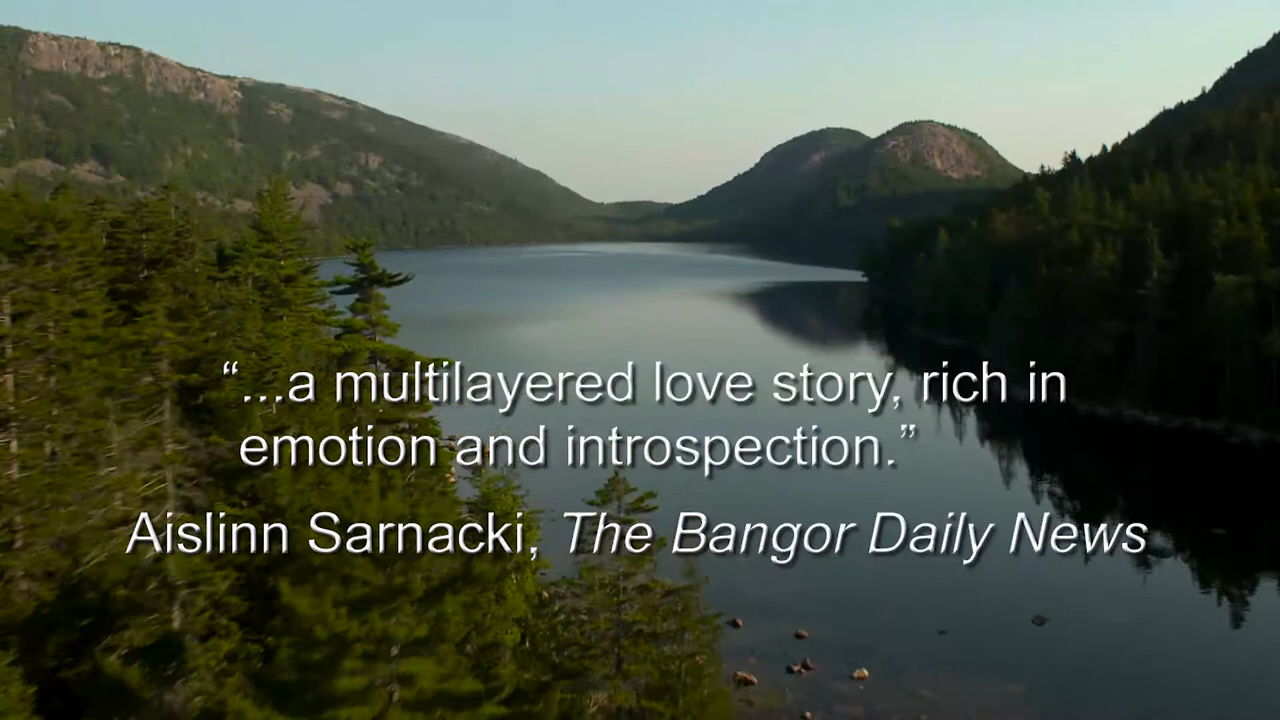 “...a multilayered love story, rich in
emotion and introspection.”
Aislinn Sarnacki, The Bangor Daily News